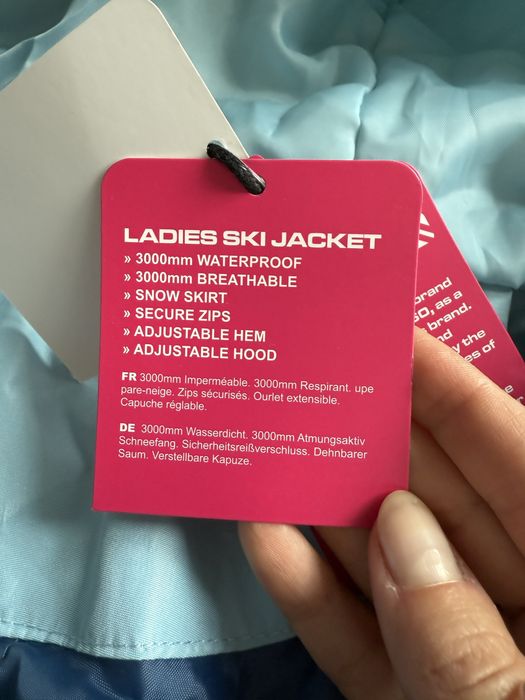 LADIES SKI JACKET
» 3000mm WATERPROOF
» 3000mm BREATHABLE
» SNOW SKIRT
» SECURE ZIPS
» ADJUSTABLE HEM
» ADJUSTABLE HOOD
FR 3000mm Imperméable. 3000mm Respirant. upe
pare-neige. Zips sécurisés. Ourlet extensible.
Capuche réglable.
DE 3000mm Wasserdicht. 3000mm Atmungsaktiv
Schneefang. Sicherheitsreißverschluss. Dehnbarer
Saum. Verstellbare Kapuze.
brand
as a
brand.
the
of